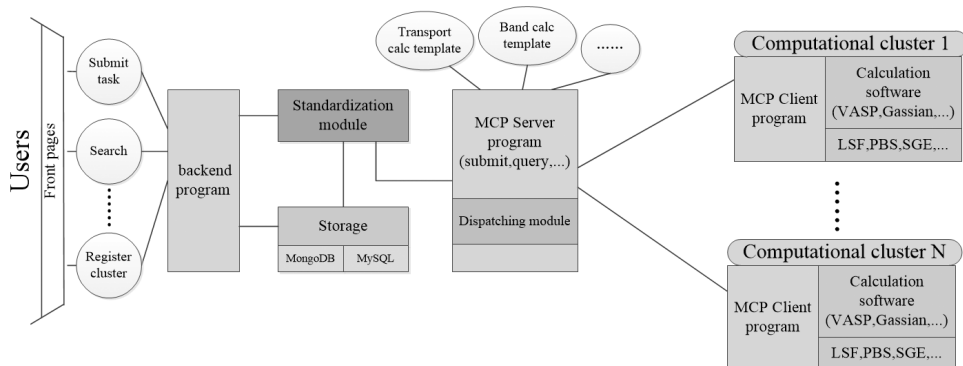 Users
Front pages
Submit
task
Search
Register
cluster
backend
program
Standardization
module
Storage
MongoDB
MySQL
Transport
calc template
Band calc
template
......
MCP Server
program
(submit,query,...)
Dispatching module
Computational cluster 1
MCP Client
program
Calculation
software
(VASP,Gassian,...)
LSF,PBS,SGE,...
Computational cluster N
MCP Client
program
Calculation
software
(VASP,Gassian,...)
LSF,PBS,SGE,...